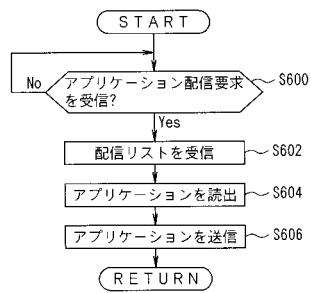 START
No
アプリケーション配信要求
を受信?
S600
Yes
配信リストを受信
S602
アプリケーションを読出
S604
アプリケーションを送信
S606
RETURN